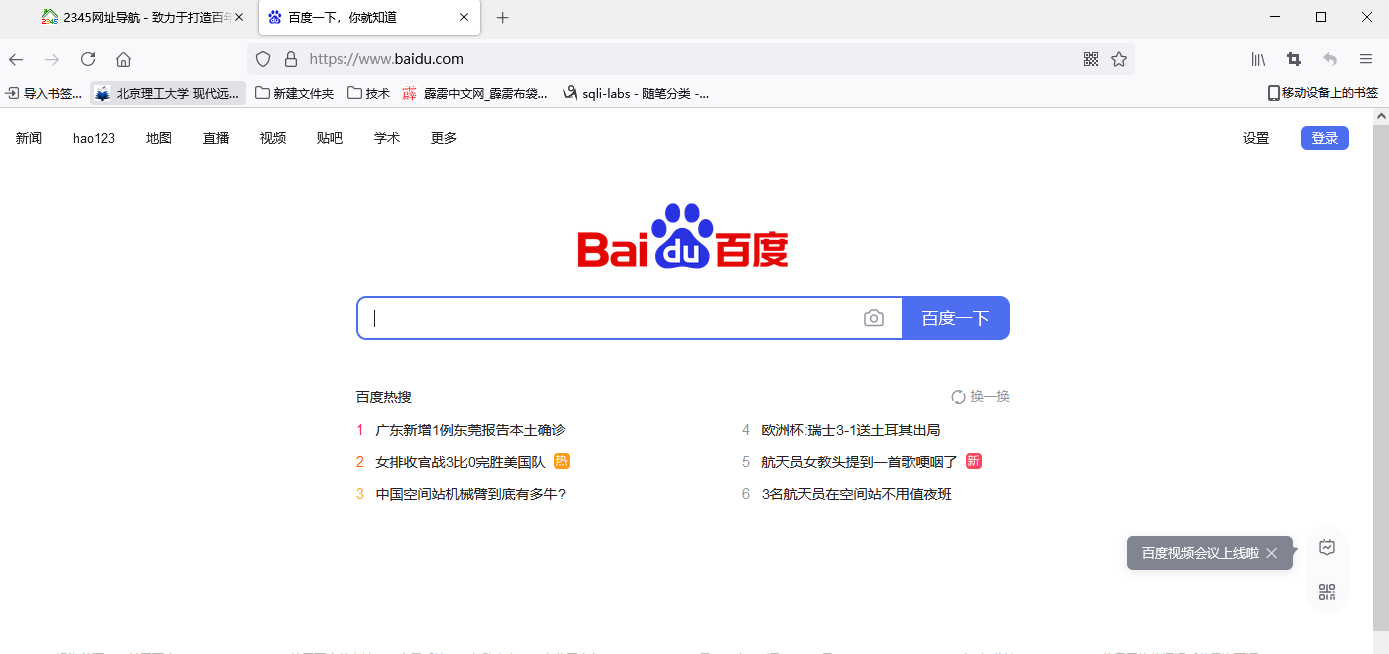 2345网址导航 - 致力于打造百年
百度一下，你就知道
https://www.baidu.com
导入书签...
北京理工大学 现代远...
新建文件夹
技术
霹雳中文网_霹雳布袋...
sqli-labs - 随笔分类 -...
移动设备上的书签
新闻 hao123 地图 直播 视频 贴吧 学术 更多 设置 登录
Bai du 百度
百度一下
百度热搜 换一换
1 广东新增1例东莞报告本土确诊
2 女排收官战3比0完胜美国队 热
3 中国空间站机械臂到底有多牛?
4 欧洲杯:瑞士3-1送土耳其出局
5 航天员女教头提到一首歌哽咽了 新
6 3名航天员在空间站不用值夜班
百度视频会议上线啦